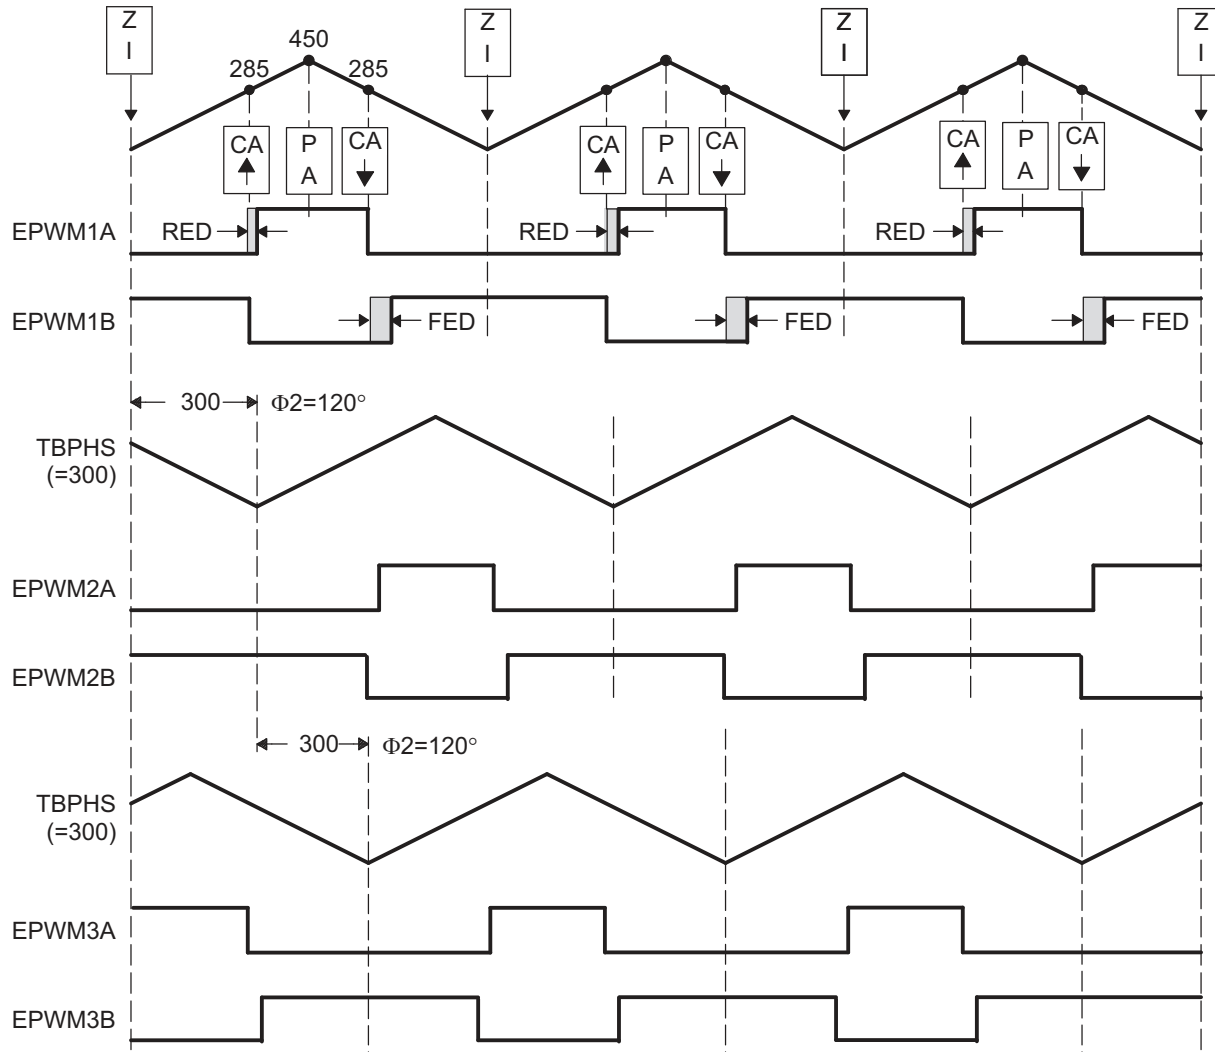 Z Z Z Z
I I I I
450
285 285
CA P CA CA P CA CA P CA
A A A
EPWM1A RED RED RED
EPWM1B FED FED FED
300 Φ2=120°
TBPHS
(=300)
EPWM2A
EPWM2B
300 Φ2=120°
TBPHS
(=300)
EPWM3A
EPWM3B